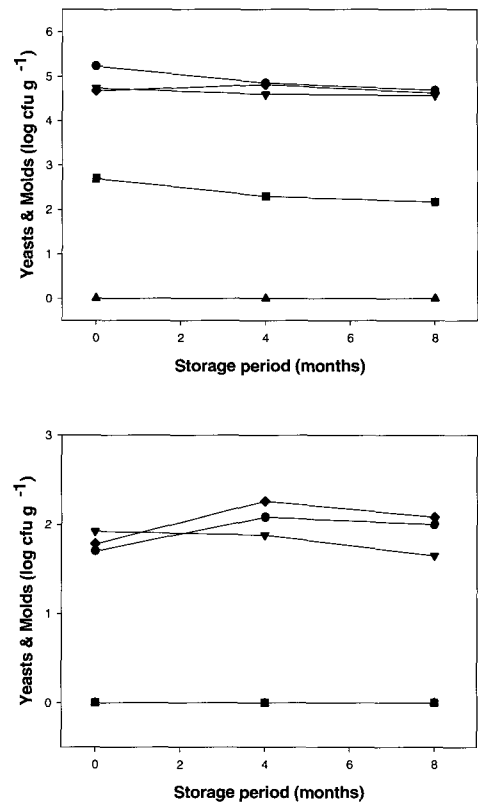 6
5
4
3
2
1
0
Yeasts & Molds (log cfu g -1)
0 2 4 6 8
Storage period (months)
3
2
1
0
Yeasts & Molds (log cfu g -1)
0 2 4 6 8
Storage period (months)